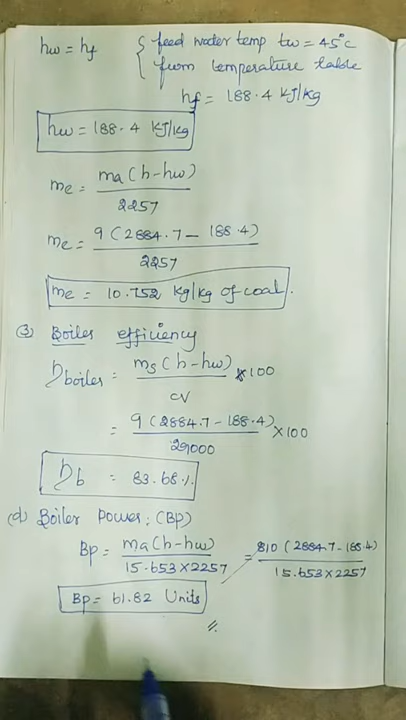 hw = hf { feed water temp tw = 45°C
from temperature table
hf = 188.4 kJ/kg
hw = 188.4 kJ/kg
me = ma (h - hw) / 2257
me = 9 (2884.7 - 188.4) / 2257
me = 10.752 kg/kg of coal.
(3) Boiler efficiency
ηboiler = ms (h - hw) / CV × 100
= 9 (2884.7 - 188.4) / 29000 × 100
ηb = 83.68 %
(d) Boiler Power; (BP)
BP = ma (h - hw) / 15.653 × 2257 = 810 (2884.7 - 188.4) / 15.653 × 2257
BP = 61.82 Units